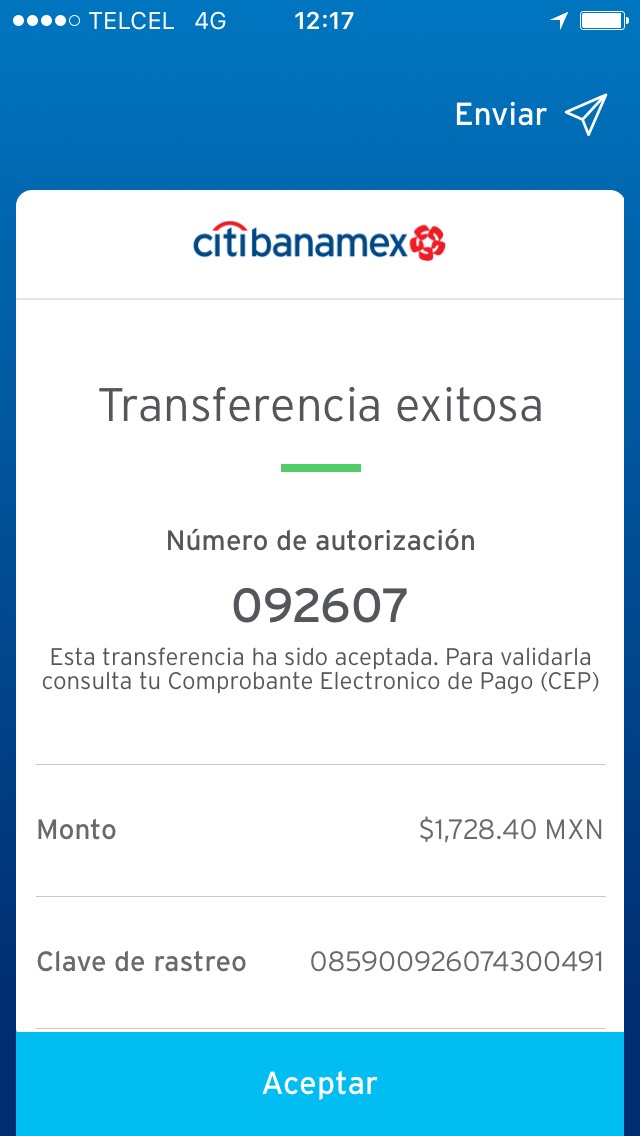 TELCEL 4G 12:17
Enviar
citibanamex
Transferencia exitosa
Número de autorización
092607
Esta transferencia ha sido aceptada. Para validarla
consulta tu Comprobante Electronico de Pago (CEP)
Monto $1,728.40 MXN
Clave de rastreo 085900926074300491
Aceptar